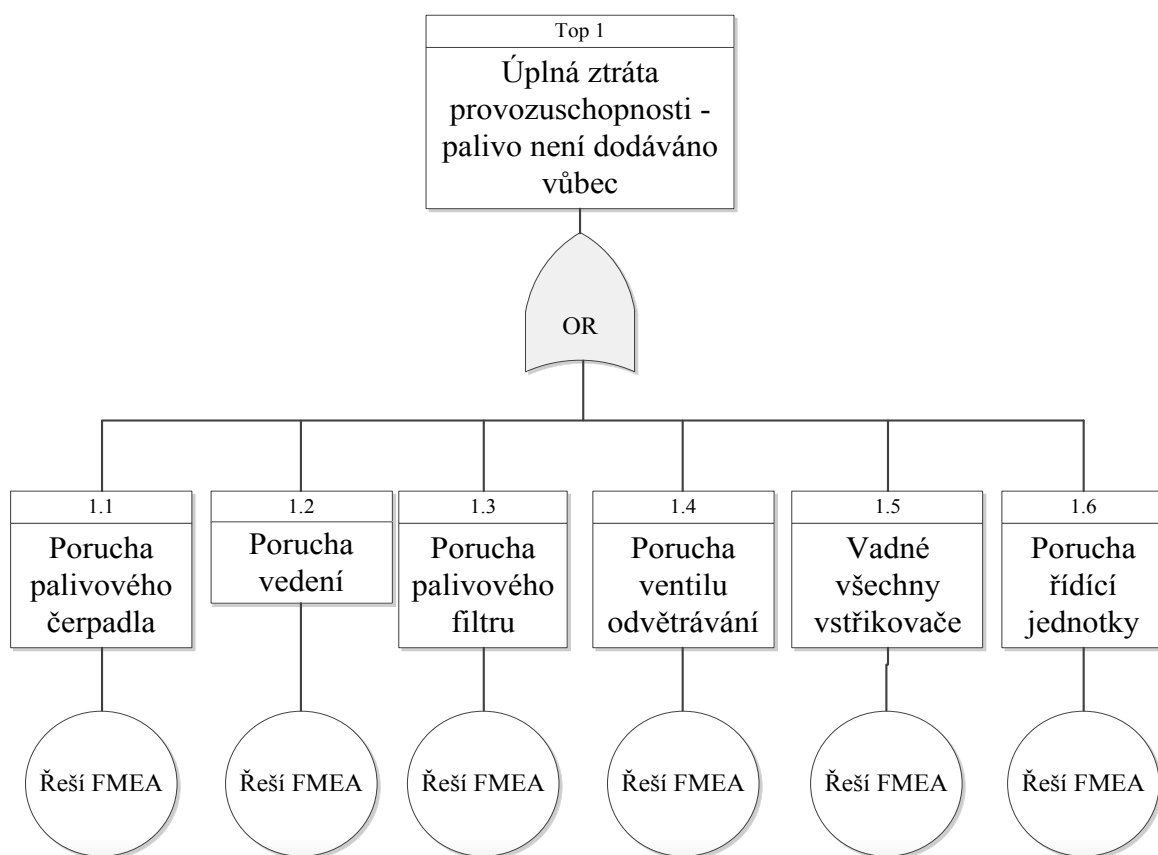 Top 1
Úplná ztráta
provozuschopnosti -
palivo není dodáváno
vůbec
OR
1.1
Porucha
palivového
čerpadla
1.2
Porucha
vedení
1.3
Porucha
palivového
filtru
1.4
Porucha
ventilu
odvětrávání
1.5
Vadné
všechny
vstřikovače
1.6
Porucha
řídící
jednotky
Řeší FMEA
Řeší FMEA
Řeší FMEA
Řeší FMEA
Řeší FMEA
Řeší FMEA